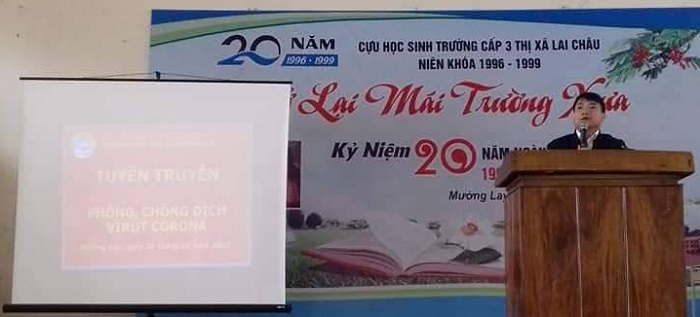 20 NĂM
1996 - 1999
CỰU HỌC SINH TRƯỜNG CẤP 3 THỊ XÃ LAI CHÂU
NIÊN KHÓA 1996 - 1999
Lại Mái Trường Xưa
Kỷ Niệm 20 NĂM
Mường Lay
TUYÊN TRUYỀN
PHÒNG, CHỐNG DỊCH
VIRUT CORONA